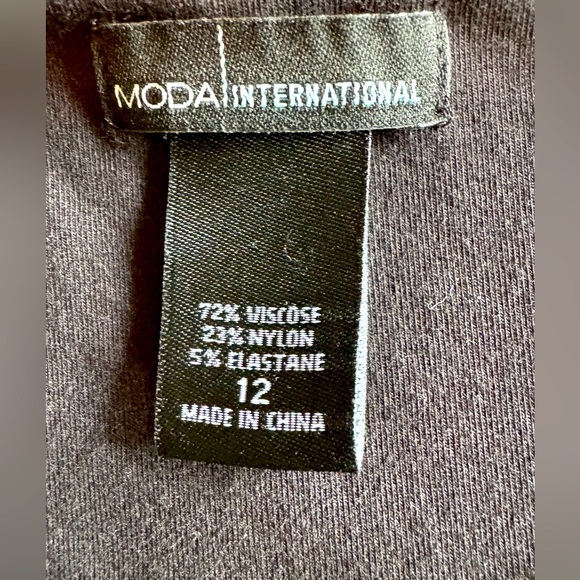 MODA INTERNATIONAL
72% VISCOSE
23% NYLON
5% ELASTANE
12
MADE IN CHINA